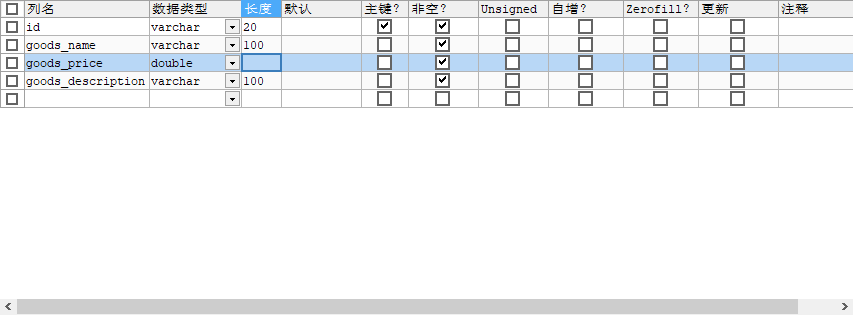 列名 数据类型 长度 默认 主键? 非空? Unsigned 自增? Zerofill? 更新 注释
id varchar 20
goods_name varchar 100
goods_price double
goods_description varchar 100